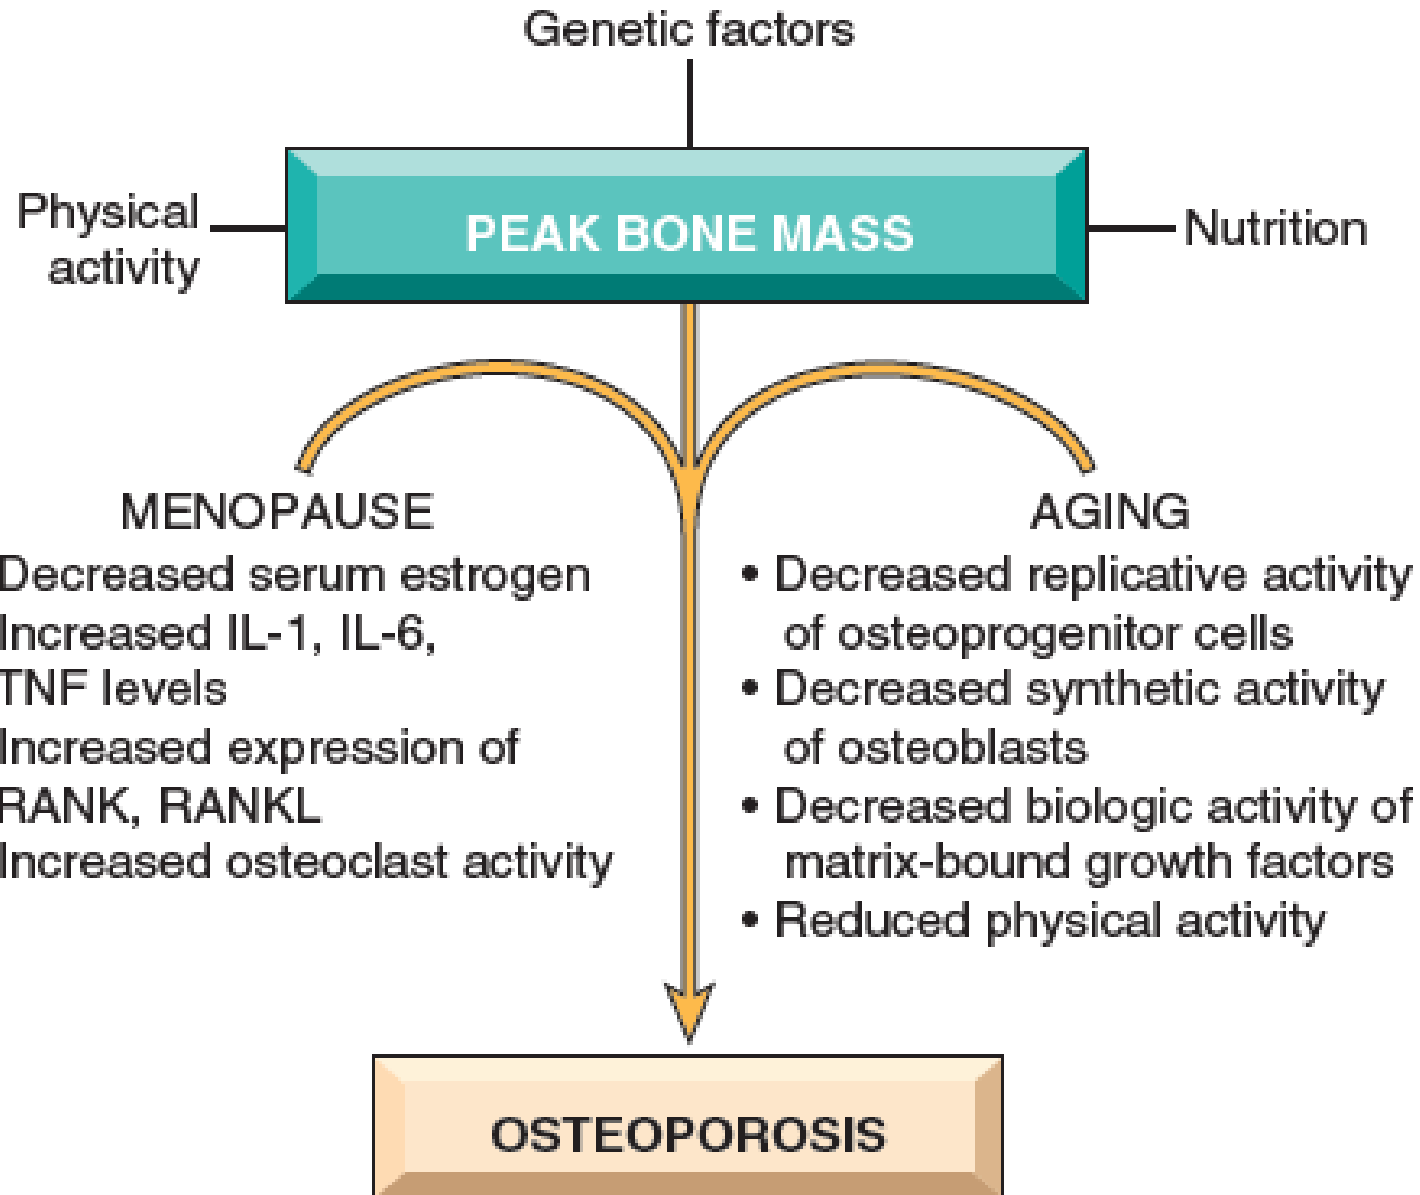 Genetic factors
Physical
activity
PEAK BONE MASS
Nutrition
MENOPAUSE
Decreased serum estrogen
Increased IL-1, IL-6,
TNF levels
Increased expression of
RANK, RANKL
Increased osteoclast activity
AGING
• Decreased replicative activity
of osteoprogenitor cells
• Decreased synthetic activity
of osteoblasts
• Decreased biologic activity of
matrix-bound growth factors
• Reduced physical activity
OSTEOPOROSIS